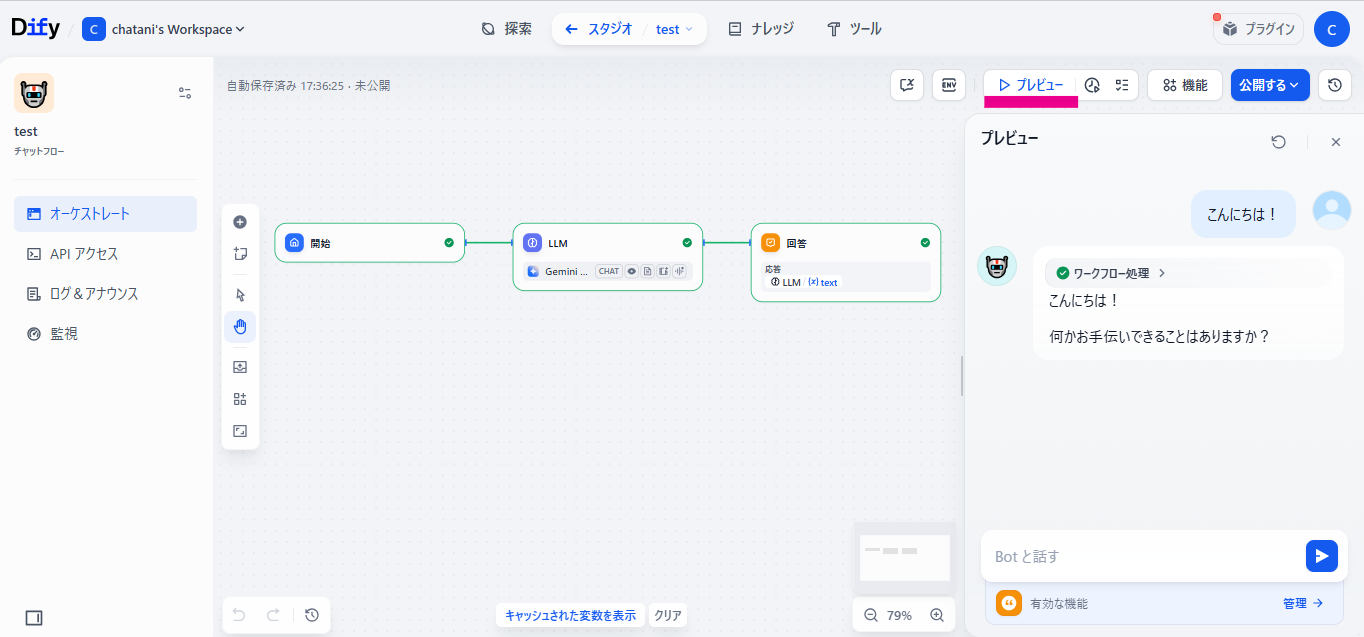 Dify / C chatani's Workspace
探索
スタジオ / test
ナレッジ
ツール
プラグイン
C
test
チャットフロー
オーケストレート
API アクセス
ログ＆アナウンス
監視
自動保存済み 17:36:25 · 未公開
ENV
プレビュー
機能
公開する
開始
LLM
Gemini ... CHAT
回答
応答
LLM / {x} text
プレビュー
こんにちは！
ワークフロー処理
こんにちは！
何かお手伝いできることはありますか？
Bot と話す
有効な機能
管理
キャッシュされた変数を表示
クリア
79%